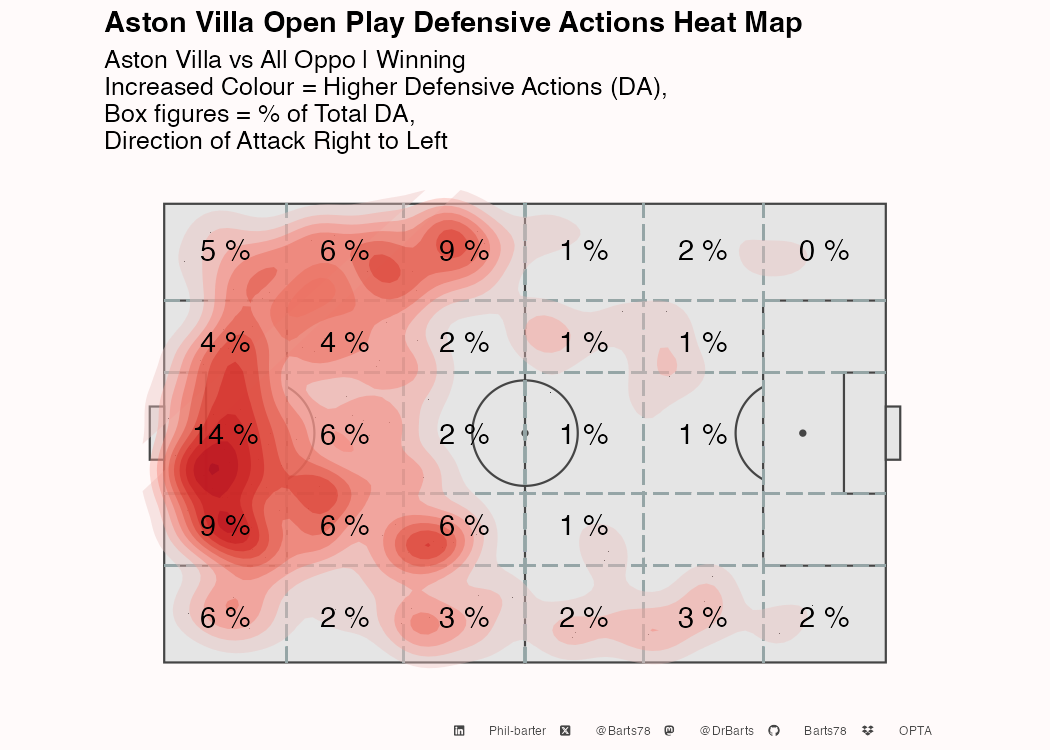 Aston Villa Open Play Defensive Actions Heat Map
Aston Villa vs All Oppo | Winning
Increased Colour = Higher Defensive Actions (DA),
Box figures = % of Total DA,
Direction of Attack Right to Left
5 % 6 % 9 % 1 % 2 % 0 %
4 % 4 % 2 % 1 % 1 %
14 % 6 % 2 % 1 % 1 %
9 % 6 % 6 % 1 %
6 % 2 % 3 % 2 % 3 % 2 %
Phil-barter @Barts78 @DrBarts Barts78 OPTA